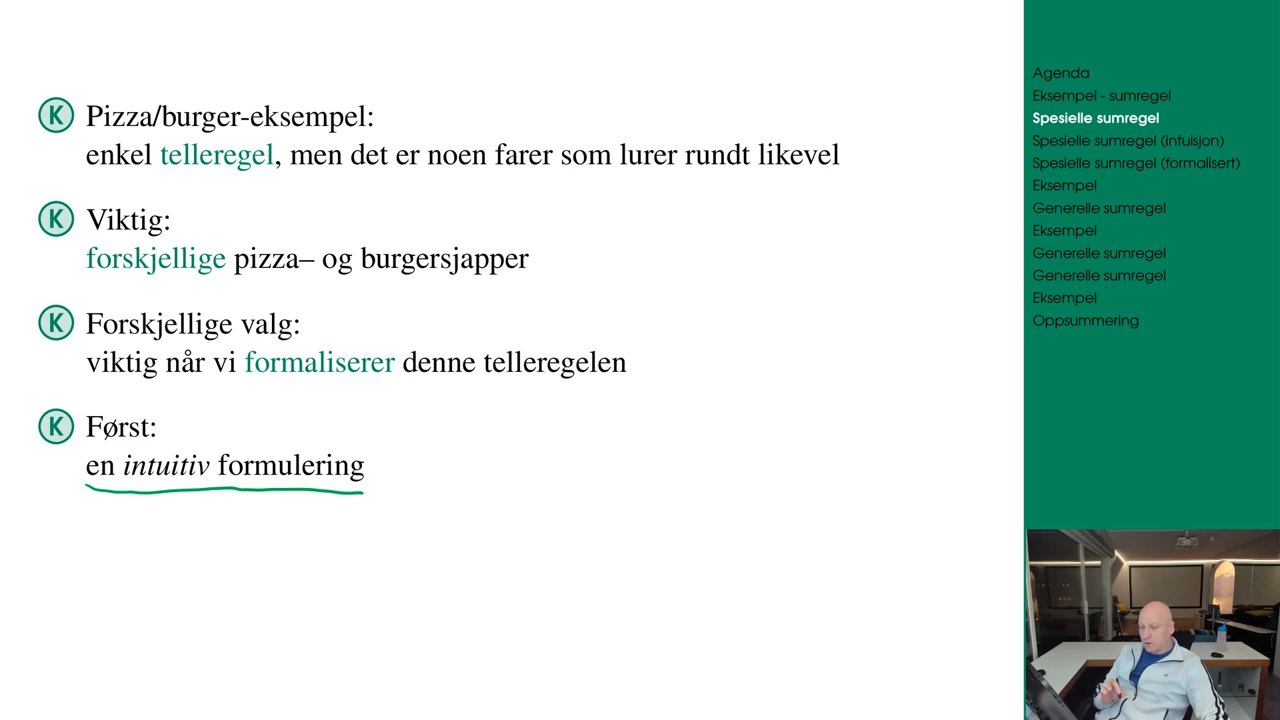 K Pizza/burger-eksempel:
enkel telleregel, men det er noen farer som lurer rundt likevel
K Viktig:
forskjellige pizza– og burgersjapper
K Forskjellige valg:
viktig når vi formaliserer denne telleregelen
K Først:
en intuitiv formulering
Agenda
Eksempel - sumregel
Spesielle sumregel
Spesielle sumregel (intuisjon)
Spesielle sumregel (formalisert)
Eksempel
Generelle sumregel
Eksempel
Generelle sumregel
Generelle sumregel
Eksempel
Oppsummering